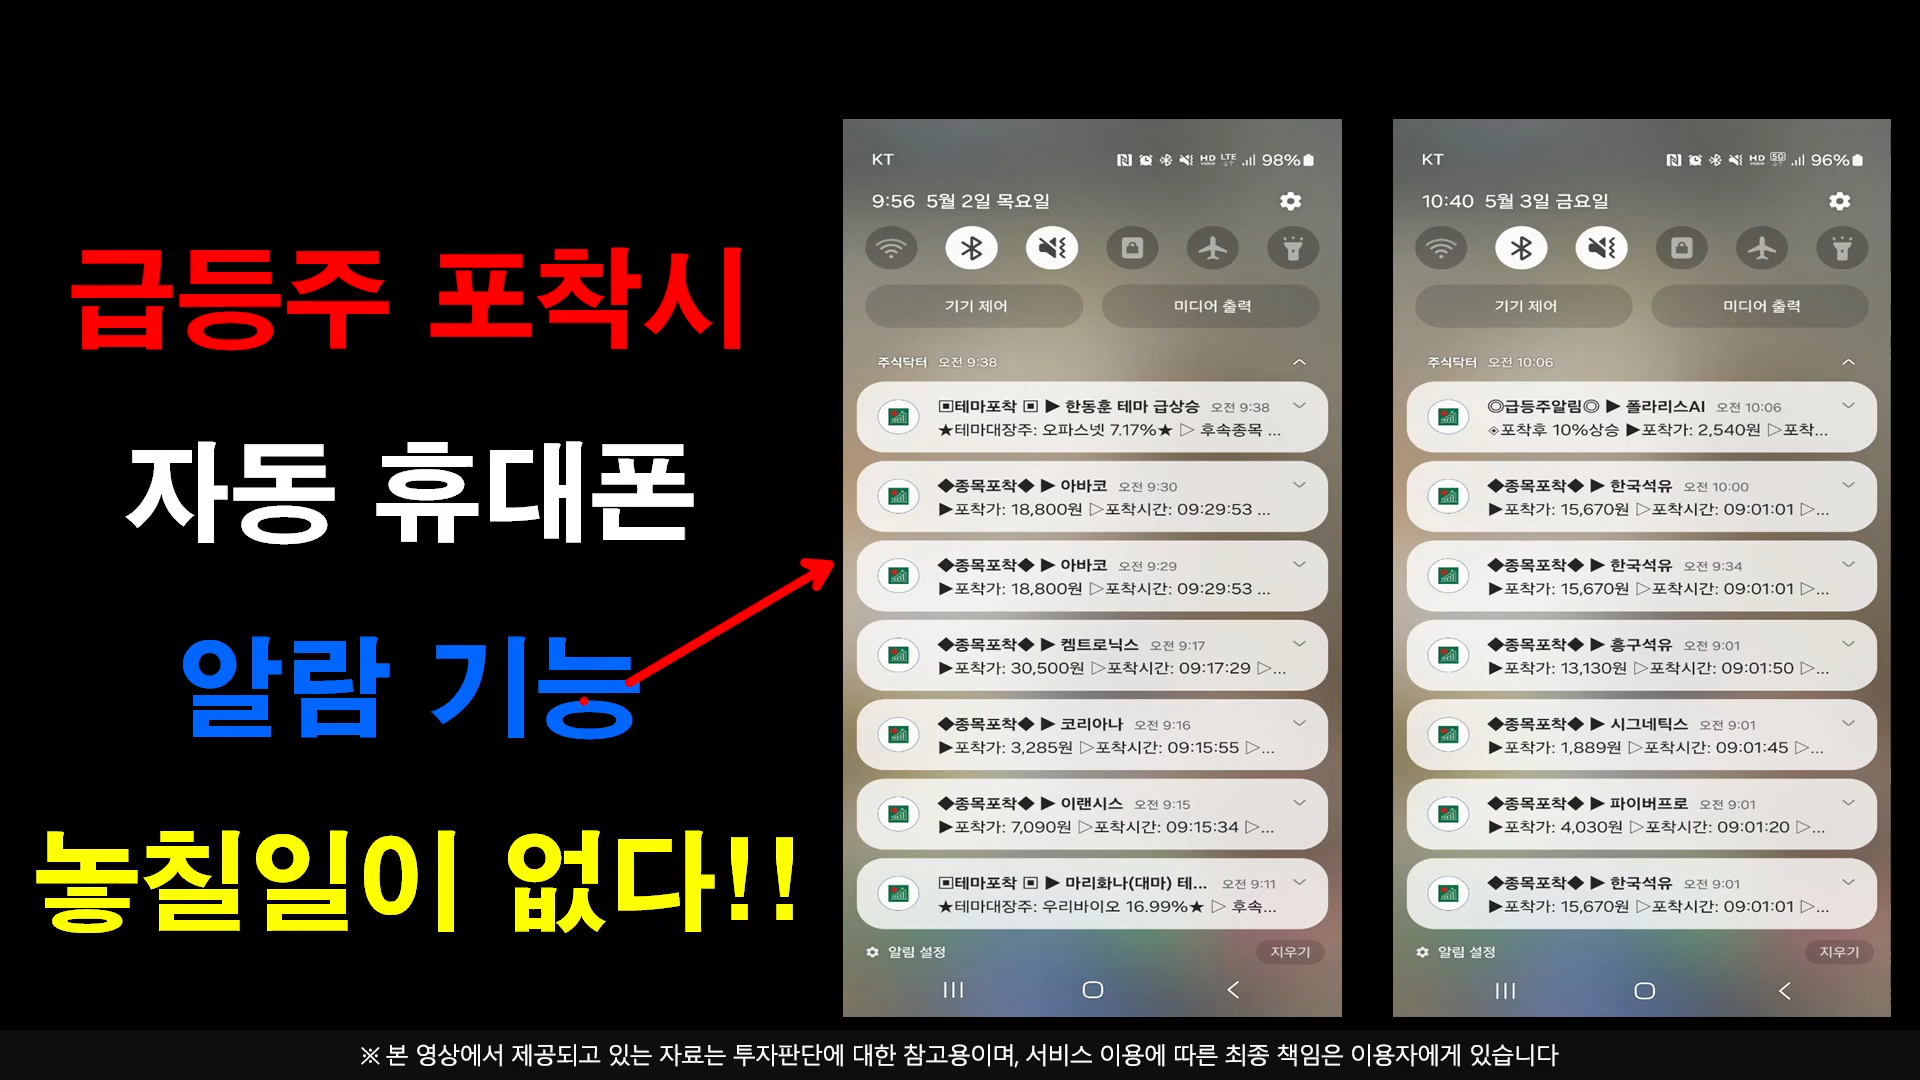 급등주 포착시
자동 휴대폰
알람 기능
놓칠일이 없다!!
KT
HD LTE 98%
9:56 5월 2일 목요일
기기 제어
미디어 출력
주식닥터 오전 9:38
▣테마포착 ▣ ▶ 한동훈 테마 급상승 오전 9:38
★테마대장주: 오파스넷 7.17%★ ▷ 후속종목 ...
◆종목포착◆ ▶ 아바코 오전 9:30
▶포착가: 18,800원 ▷포착시간: 09:29:53 ...
◆종목포착◆ ▶ 아바코 오전 9:29
▶포착가: 18,800원 ▷포착시간: 09:29:53 ...
◆종목포착◆ ▶ 켐트로닉스 오전 9:17
▶포착가: 30,500원 ▷포착시간: 09:17:29 ▷...
◆종목포착◆ ▶ 코리아나 오전 9:16
▶포착가: 3,285원 ▷포착시간: 09:15:55 ▷...
◆종목포착◆ ▶ 이랜시스 오전 9:15
▶포착가: 7,090원 ▷포착시간: 09:15:34 ▷...
▣테마포착 ▣ ▶ 마리화나(대마) 테... 오전 9:11
★테마대장주: 우리바이오 16.99%★ ▷ 후속...
알림 설정
지우기
KT
HD 5G 96%
10:40 5월 3일 금요일
기기 제어
미디어 출력
주식닥터 오전 10:06
◎급등주알림◎ ▶ 폴라리스AI 오전 10:06
◈포착후 10%상승 ▶포착가: 2,540원 ▷포착...
◆종목포착◆ ▶ 한국석유 오전 10:00
▶포착가: 15,670원 ▷포착시간: 09:01:01 ▷...
◆종목포착◆ ▶ 한국석유 오전 9:34
▶포착가: 15,670원 ▷포착시간: 09:01:01 ▷...
◆종목포착◆ ▶ 흥구석유 오전 9:01
▶포착가: 13,130원 ▷포착시간: 09:01:50 ▷...
◆종목포착◆ ▶ 시그네틱스 오전 9:01
▶포착가: 1,889원 ▷포착시간: 09:01:45 ▷...
◆종목포착◆ ▶ 파이버프로 오전 9:01
▶포착가: 4,030원 ▷포착시간: 09:01:20 ▷...
◆종목포착◆ ▶ 한국석유 오전 9:01
▶포착가: 15,670원 ▷포착시간: 09:01:01 ▷...
알림 설정
지우기
※ 본 영상에서 제공되고 있는 자료는 투자판단에 대한 참고용이며, 서비스 이용에 따른 최종 책임은 이용자에게 있습니다